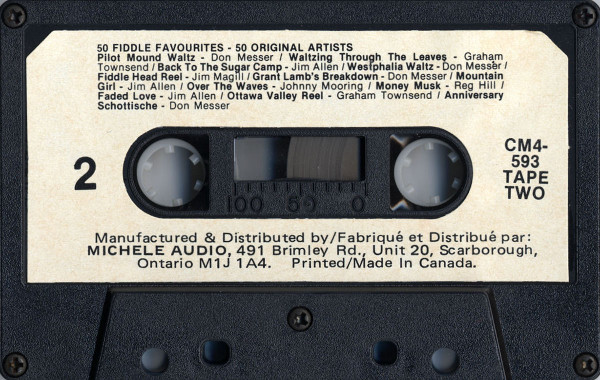 50 FIDDLE FAVOURITES - 50 ORIGINAL ARTISTS
Pilot Mound Waltz - Don Messer / Waltzing Through The Leaves - Graham
Townsend / Back To The Sugar Camp - Jim Allen / Westphalia Waltz - Don Messer /
Fiddle Head Reel - Jim Magill / Grant Lamb's Breakdown - Don Messer / Mountain
Girl - Jim Allen / Over The Waves - Johnny Mooring / Money Musk - Reg Hill /
Faded Love - Jim Allen / Ottawa Valley Reel - Graham Townsend / Anniversary
Schottische - Don Messer
2
100 50 0
CM4-
593
TAPE
TWO
Manufactured & Distributed by/Fabriqué et Distribué par:
MICHELE AUDIO, 491 Brimley Rd., Unit 20, Scarborough,
Ontario M1J 1A4. Printed/Made In Canada.